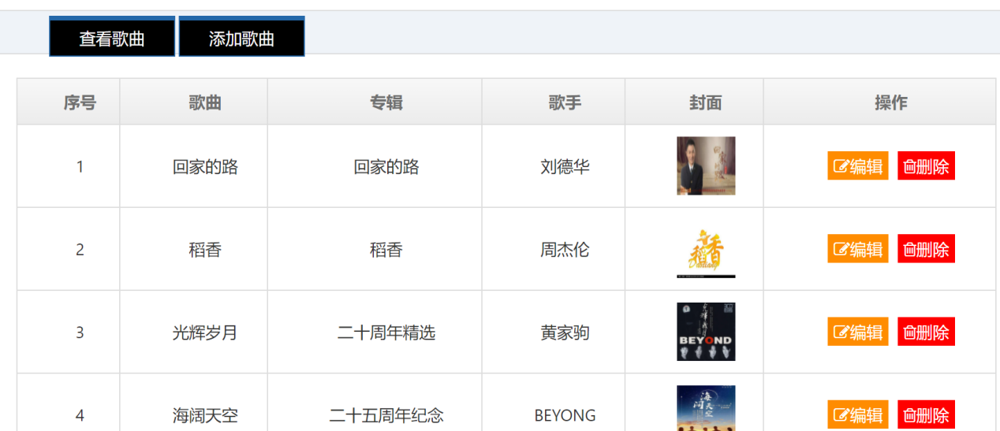 查看歌曲 添加歌曲
序号 歌曲 专辑 歌手 封面 操作
1 回家的路 回家的路 刘德华 编辑 删除
2 稻香 稻香 周杰伦 稻香 编辑 删除
3 光辉岁月 二十周年精选 黄家驹 BEYOND 编辑 删除
4 海阔天空 二十五周年纪念 BEYONG 海阔天空 编辑 删除